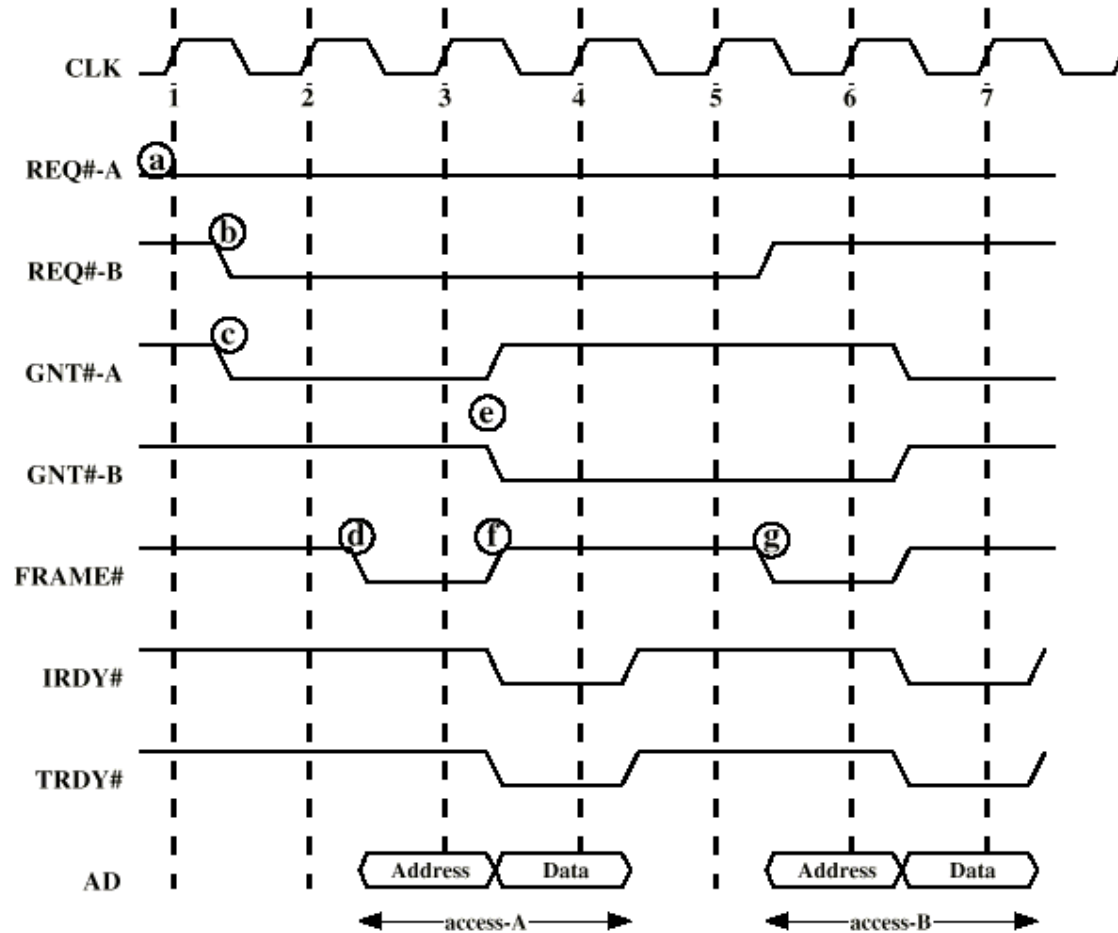 CLK
1 2 3 4 5 6 7
REQ#-A a
b
REQ#-B
c
GNT#-A
e
GNT#-B
d f g
FRAME#
IRDY#
TRDY#
AD Address Data Address Data
access-A access-B